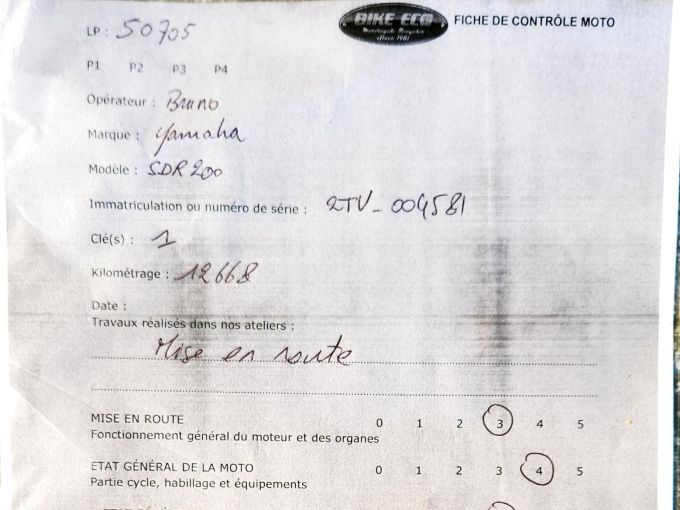 LP : 50705
BIKE ECO
FICHE DE CONTRÔLE MOTO
P1 P2 P3 P4
Opérateur : Bruno
Marque : Yamaha
Modèle : SDR 200
Immatriculation ou numéro de série : 2TV-004581
Clé(s) : 1
Kilométrage : 12668
Date :
Travaux réalisés dans nos ateliers :
Mise en route
MISE EN ROUTE 0 1 2 3 4 5
Fonctionnement général du moteur et des organes
ETAT GÉNÉRAL DE LA MOTO 0 1 2 3 4 5
Partie cycle, habillage et équipements